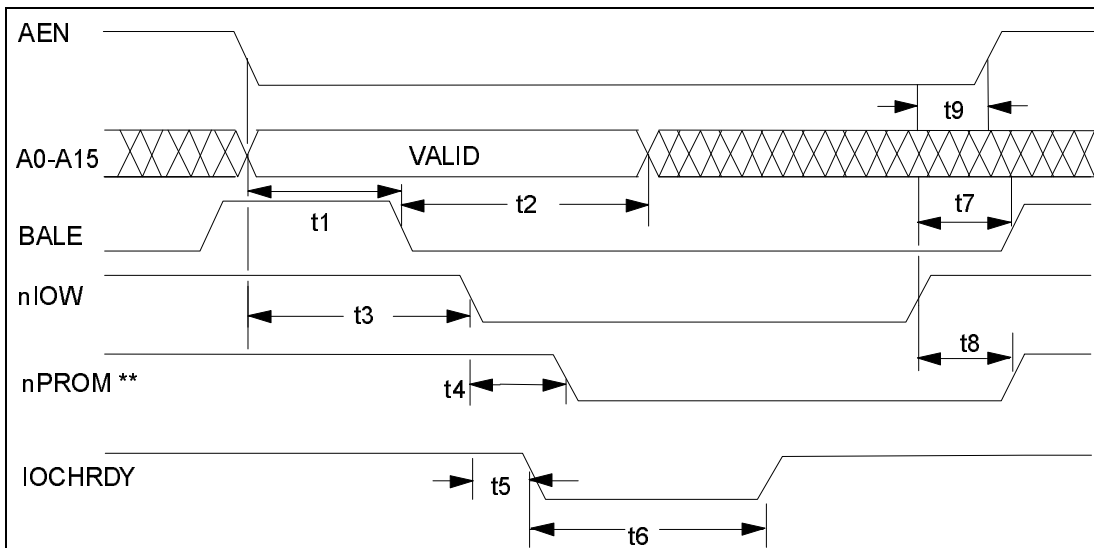 AEN
t9
A0-A15
VALID
t1
t2
t7
BALE
nIOW
t3
t8
nPROM **
t4
IOCHRDY
t5
t6